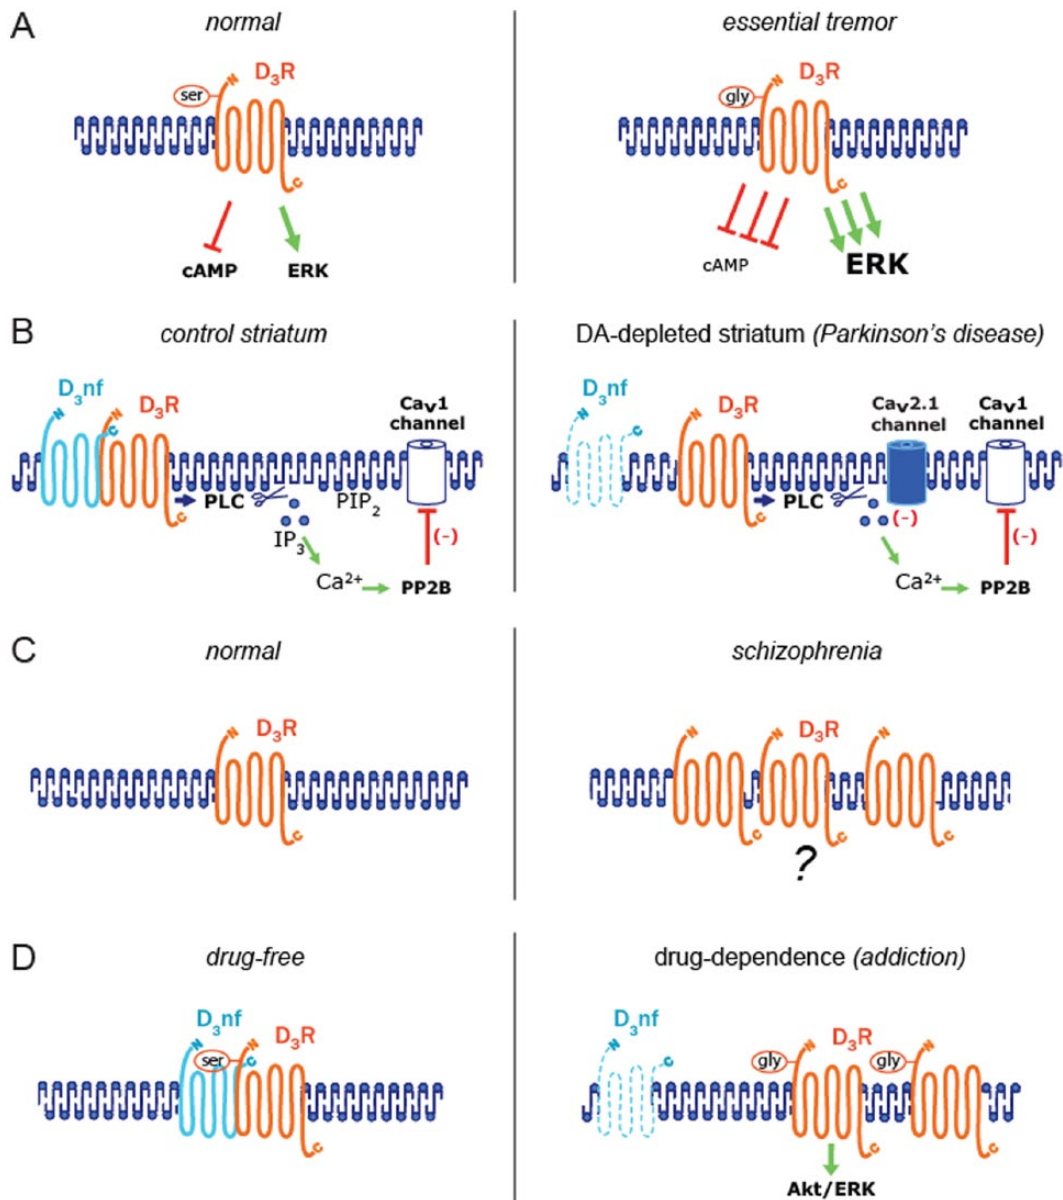 A
normal
D3R
N
ser
C
cAMP
ERK
essential tremor
D3R
N
gly
C
cAMP
ERK
B
control striatum
D3nf
N
D3R
N
C
C
Cav1
channel
PLC
PIP2
IP3
(-)
Ca2+
PP2B
DA-depleted striatum (Parkinson's disease)
D3nf
N
C
D3R
N
C
Cav2.1
channel
Cav1
channel
PLC
(-)
(-)
Ca2+
PP2B
C
normal
D3R
N
C
schizophrenia
N
D3R
N
N
C
C
C
?
D
drug-free
D3nf
D3R
N
N
ser
C
C
drug-dependence (addiction)
D3nf
N
C
D3R
gly
N
gly
N
C
C
Akt/ERK